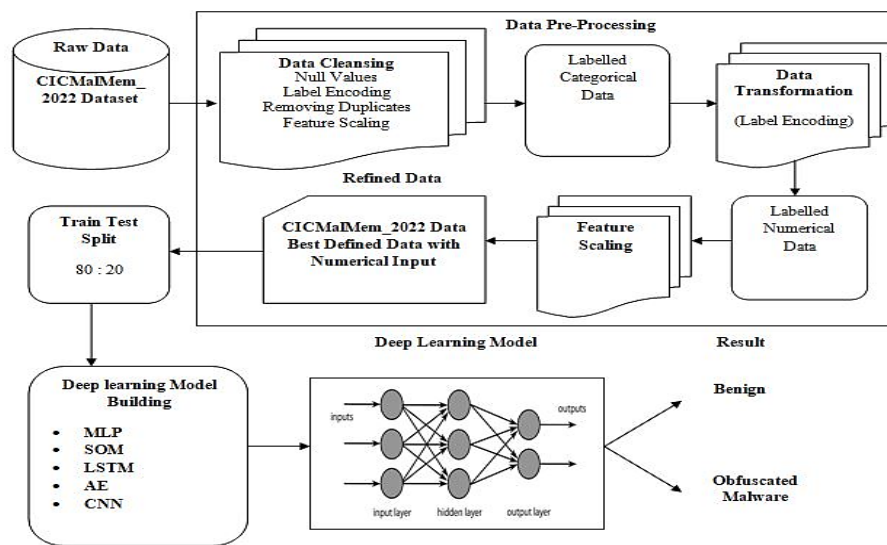 Data Pre-Processing
Raw Data
CICMalMem_
2022 Dataset
Data Cleansing
Null Values
Label Encoding
Removing Duplicates
Feature Scaling
Labelled
Categorical
Data
Data
Transformation
(Label Encoding)
Refined Data
Train Test
Split
80 : 20
CICMalMem_2022 Data
Best Defined Data with
Numerical Input
Feature
Scaling
Labelled
Numerical
Data
Deep Learning Model
Result
Deep learning Model
Building
• MLP
• SOM
• LSTM
• AE
• CNN
inputs
outputs
input layer
hidden layer
output layer
Benign
Obfuscated
Malware